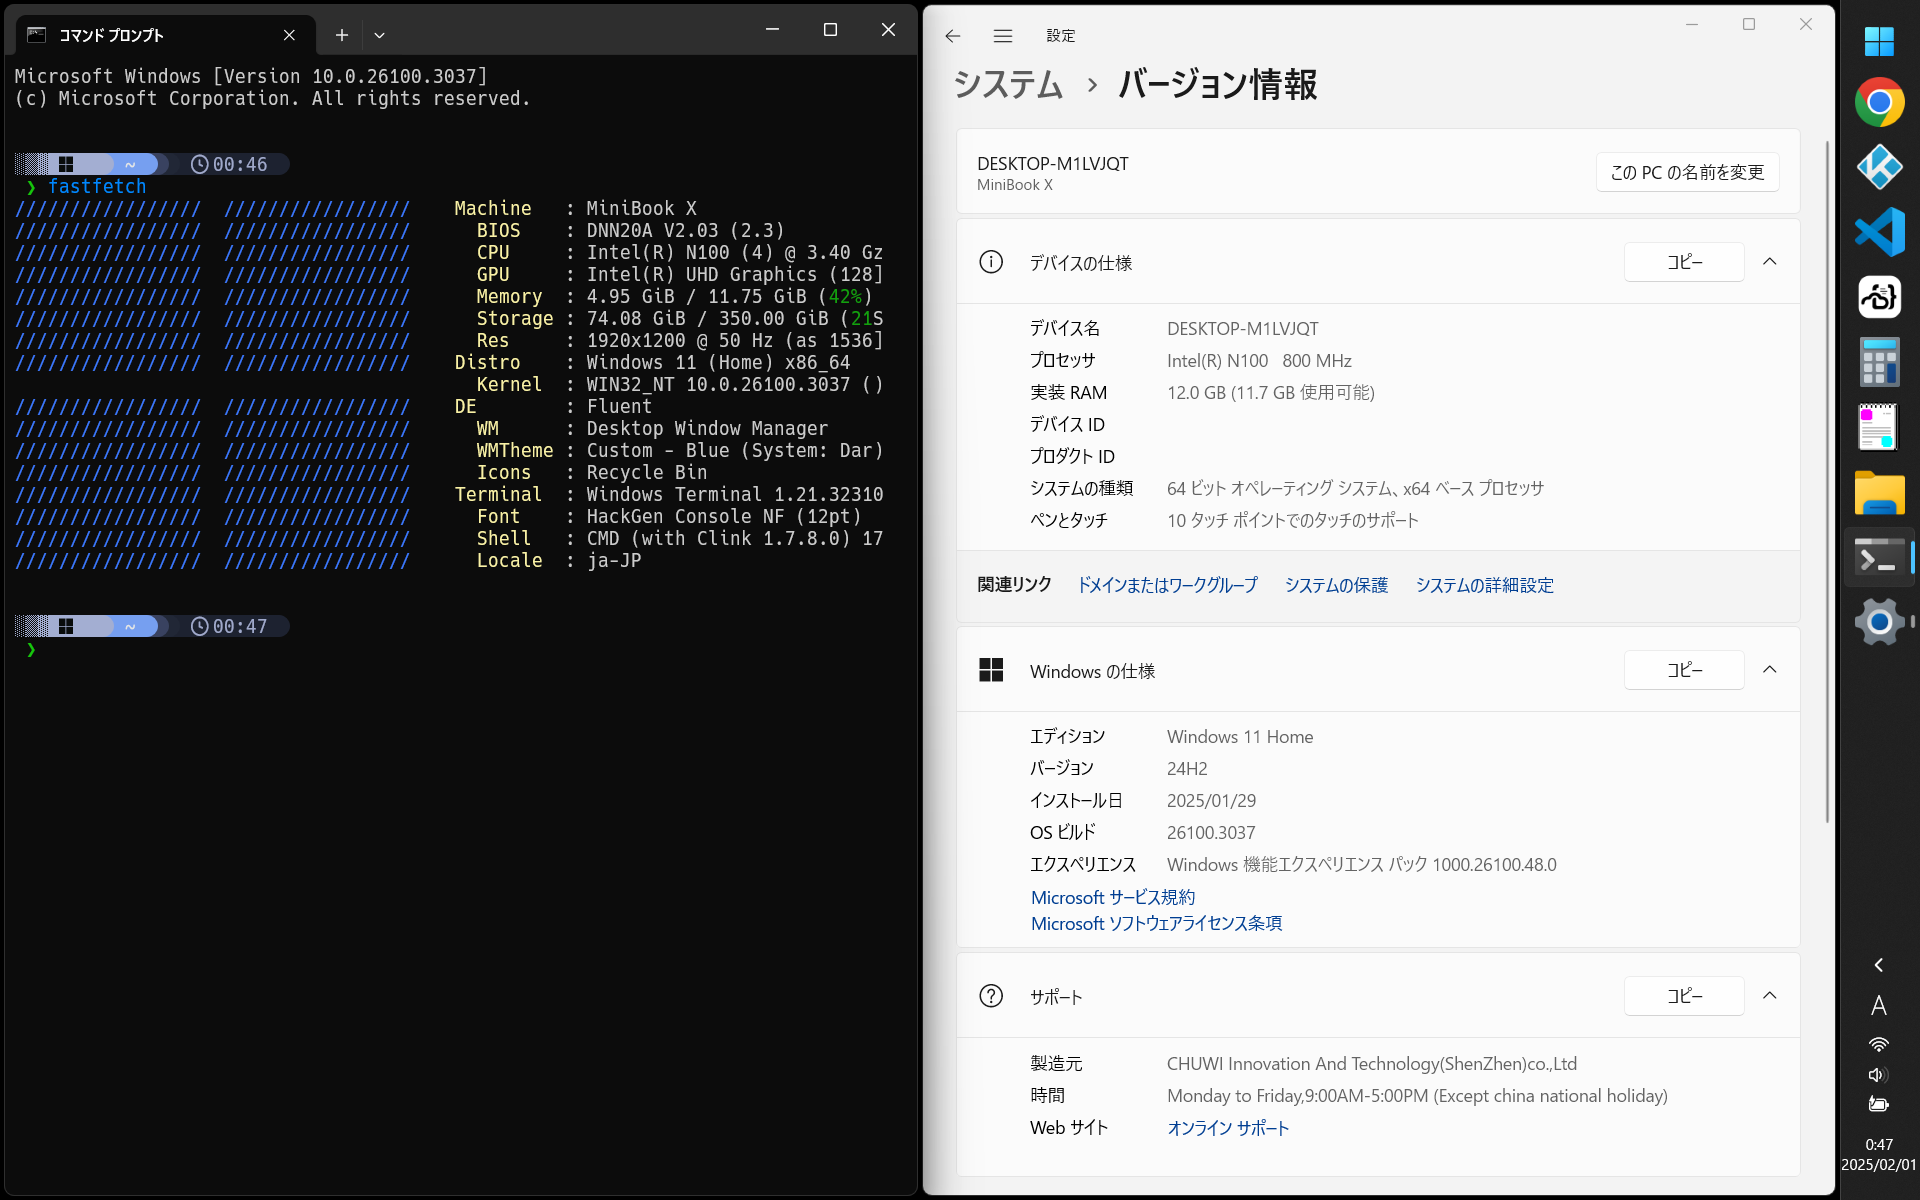 コマンド プロンプト
Microsoft Windows [Version 10.0.26100.3037]
(c) Microsoft Corporation. All rights reserved.
~ 00:46
❯ fastfetch
///////////////// ///////////////// Machine : MiniBook X
///////////////// ///////////////// BIOS : DNN20A V2.03 (2.3)
///////////////// ///////////////// CPU : Intel(R) N100 (4) @ 3.40 Gz
///////////////// ///////////////// GPU : Intel(R) UHD Graphics (128]
///////////////// ///////////////// Memory : 4.95 GiB / 11.75 GiB (42%)
///////////////// ///////////////// Storage : 74.08 GiB / 350.00 GiB (21S
///////////////// ///////////////// Res : 1920x1200 @ 50 Hz (as 1536]
///////////////// ///////////////// Distro : Windows 11 (Home) x86_64
Kernel : WIN32_NT 10.0.26100.3037 ()
///////////////// ///////////////// DE : Fluent
///////////////// ///////////////// WM : Desktop Window Manager
///////////////// ///////////////// WMTheme : Custom - Blue (System: Dar)
///////////////// ///////////////// Icons : Recycle Bin
///////////////// ///////////////// Terminal : Windows Terminal 1.21.32310
///////////////// ///////////////// Font : HackGen Console NF (12pt)
///////////////// ///////////////// Shell : CMD (with Clink 1.7.8.0) 17
///////////////// ///////////////// Locale : ja-JP
~ 00:47
❯
設定
システム › バージョン情報
DESKTOP-M1LVJQT
MiniBook X
この PC の名前を変更
デバイスの仕様
コピー
デバイス名 DESKTOP-M1LVJQT
プロセッサ Intel(R) N100 800 MHz
実装 RAM 12.0 GB (11.7 GB 使用可能)
デバイス ID
プロダクト ID
システムの種類 64 ビット オペレーティング システム、x64 ベース プロセッサ
ペンとタッチ 10 タッチ ポイントでのタッチのサポート
関連リンク ドメインまたはワークグループ システムの保護 システムの詳細設定
Windows の仕様
コピー
エディション Windows 11 Home
バージョン 24H2
インストール日 2025/01/29
OS ビルド 26100.3037
エクスペリエンス Windows 機能エクスペリエンス パック 1000.26100.48.0
Microsoft サービス規約
Microsoft ソフトウェアライセンス条項
サポート
コピー
製造元 CHUWI Innovation And Technology(ShenZhen)co.,Ltd
時間 Monday to Friday,9:00AM-5:00PM (Except china national holiday)
Web サイト オンライン サポート
A
0:47
2025/02/01